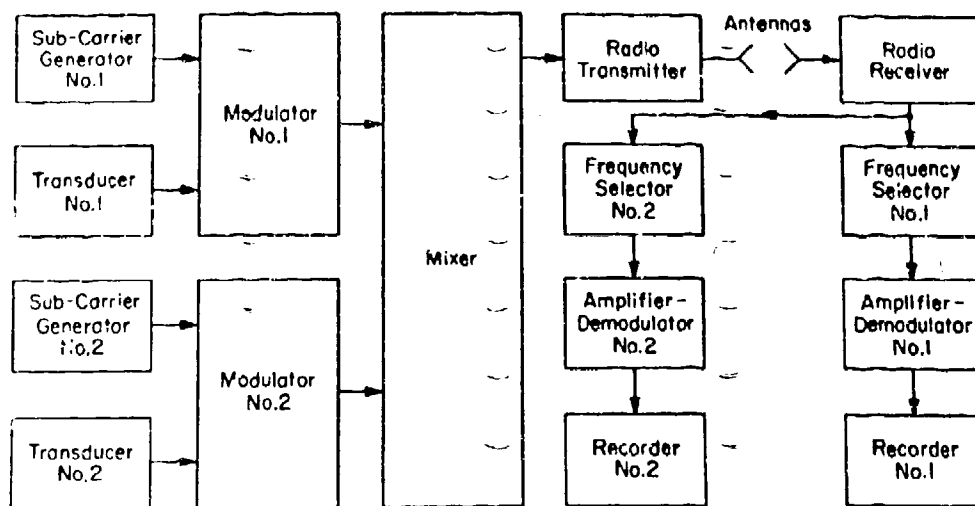 Sub-Carrier
Generator
No.1
Transducer
No.1
Modulator
No.1
Sub-Carrier
Generator
No.2
Transducer
No.2
Modulator
No.2
Mixer
Radio
Transmitter
Antennas
Radio
Receiver
Frequency
Selector
No.2
Frequency
Selector
No.1
Amplifier-
Demodulator
No.2
Amplifier-
Demodulator
No.1
Recorder
No.2
Recorder
No.1